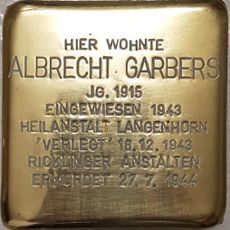 HIER WOHNTE
ALBRECHT GARBERS
JG. 1915
EINGEWIESEN 1943
HEILANSTALT LANGENHORN
'VERLEGT' 16.12.1943
RICKLINGER ANSTALTEN
ERMORDET 27.7.1944